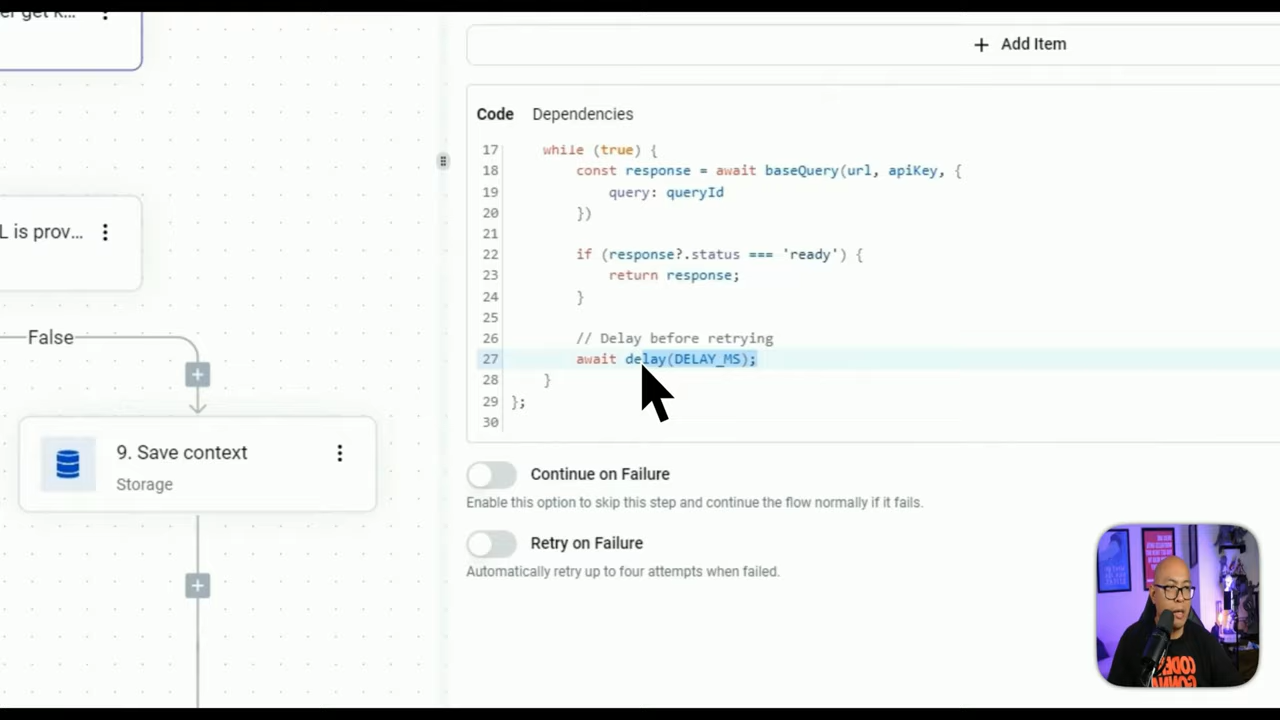 er get k...
L is prov...
False
9. Save context
Storage
+ Add Item
Code Dependencies
17 while (true) {
18 const response = await baseQuery(url, apiKey, {
19 query: queryId
20 })
21
22 if (response?.status === 'ready') {
23 return response;
24 }
25
26 // Delay before retrying
27 await delay(DELAY_MS);
28 }
29 };
30
Continue on Failure
Enable this option to skip this step and continue the flow normally if it fails.
Retry on Failure
Automatically retry up to four attempts when failed.